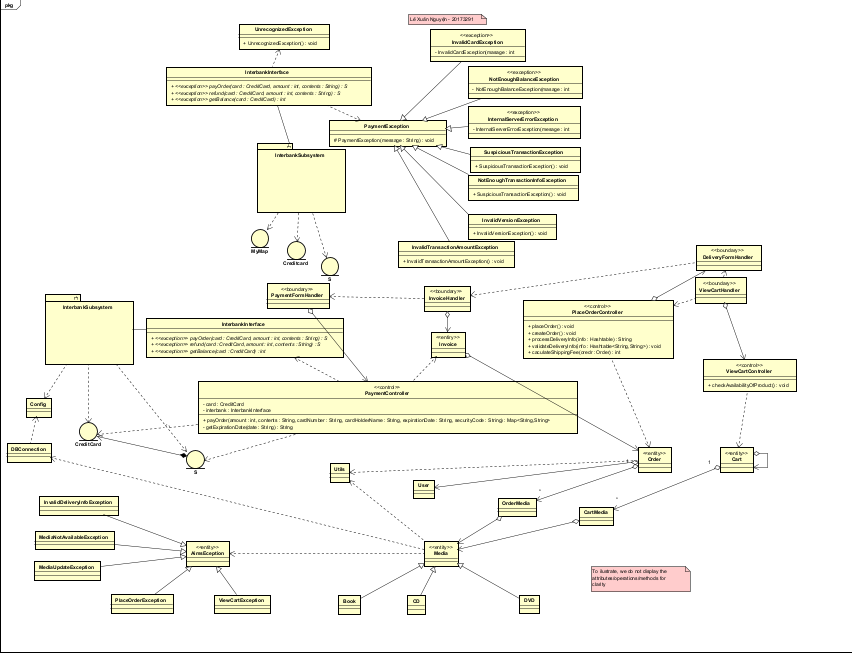 pkg
Lê Xuân Nguyên - 20173291
UnrecognizedException
+ UnrecognizedException() : void
<<exception>>
InvalidCardException
- InvalidCardException(message : int
InterbankInterface
+ <<exception>> payOrder(card : CreditCard, amount : int, contents : String) : S
+ <<exception>> refund(card : CreditCard, amount : int, contents : String) : S
+ <<exception>> getBalance(card : CreditCard) : int
<<exception>>
NotEnoughBalanceException
- NotEnoughBalanceException(message : int
<<exception>>
InternalServerErrorException
- InternalServerErrorException(message : int
PaymentException
# PaymentException(message : String) : void
InterbankSubsystem
SuspiciousTransactionException
+ SuspiciousTransactionException() : void
NotEnoughTransactionInfoException
+ SuspiciousTransactionException() : void
InvalidVersionException
+ InvalidVersionException() : void
InvalidTransactionAmountException
+ InvalidTransactionAmountException() : void
MyMap
Creditcard
S
<<boundary>>
DeliveryFormHandler
<<boundary>>
ViewCartHandler
<<boundary>>
PaymentFormHandler
<<boundary>>
InvoiceHandler
<<control>>
PlaceOrderController
+ placeOrder() : void
+ createOrder() : void
+ processDeliveryInfo(info : Hashtable) : String
+ validateDeliveryInfo(info : Hashtable<String, String>) : void
+ caculateShippingFee(order : Order) : int
InterbankSubsystem
InterbankInterface
+ <<exception>> payOrder(card : CreditCard, amount : int, contents : String) : S
+ <<exception>> refund(card : CreditCard, amount : int, contents : String) : S
+ <<exception>> getBalance(card : CreditCard) : int
<<entity>>
Invoice
<<control>>
ViewCartController
+ checkAvailabilityOfProduct() : void
<<control>>
PaymentController
- card : CreditCard
- interbank : InterbankInterface
+ payOrder(amount : int, contents : String, cardNumber : String, cardHolderName : String, expirationDate : String, securityCode : String) : Map<String,String>
- getExpirationDate(date : String) : String
Config
CreditCard
DBConnection
S
<<entity>>
Order
<<entity>>
Cart
1
Utils
User
*
OrderMedia
*
CartMedia
InvalidDeliveryInfoException
MediaNotAvailableException
MediaUpdateException
<<entity>>
AimsException
<<entity>>
Media
To ilustrate, we do not display the
attributes/operations/methods for
clarity
PlaceOrderException
ViewCartException
Book
CD
DVD